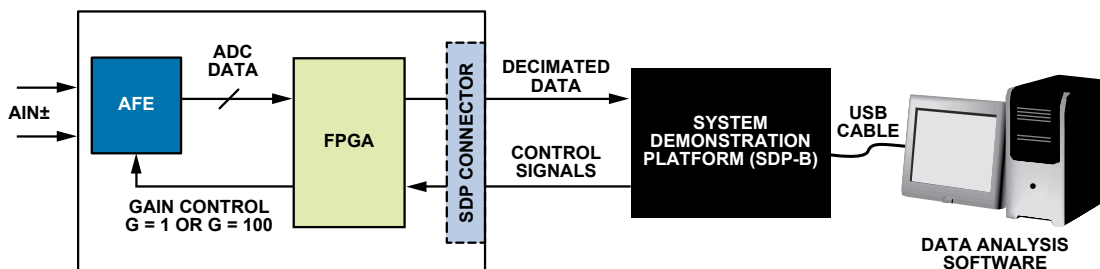 AIN±
AFE
ADC
DATA
FPGA
GAIN CONTROL
G = 1 OR G = 100
SDP CONNECTOR
DECIMATED
DATA
CONTROL
SIGNALS
SYSTEM
DEMONSTRATION
PLATFORM (SDP-B)
USB
CABLE
DATA ANALYSIS
SOFTWARE